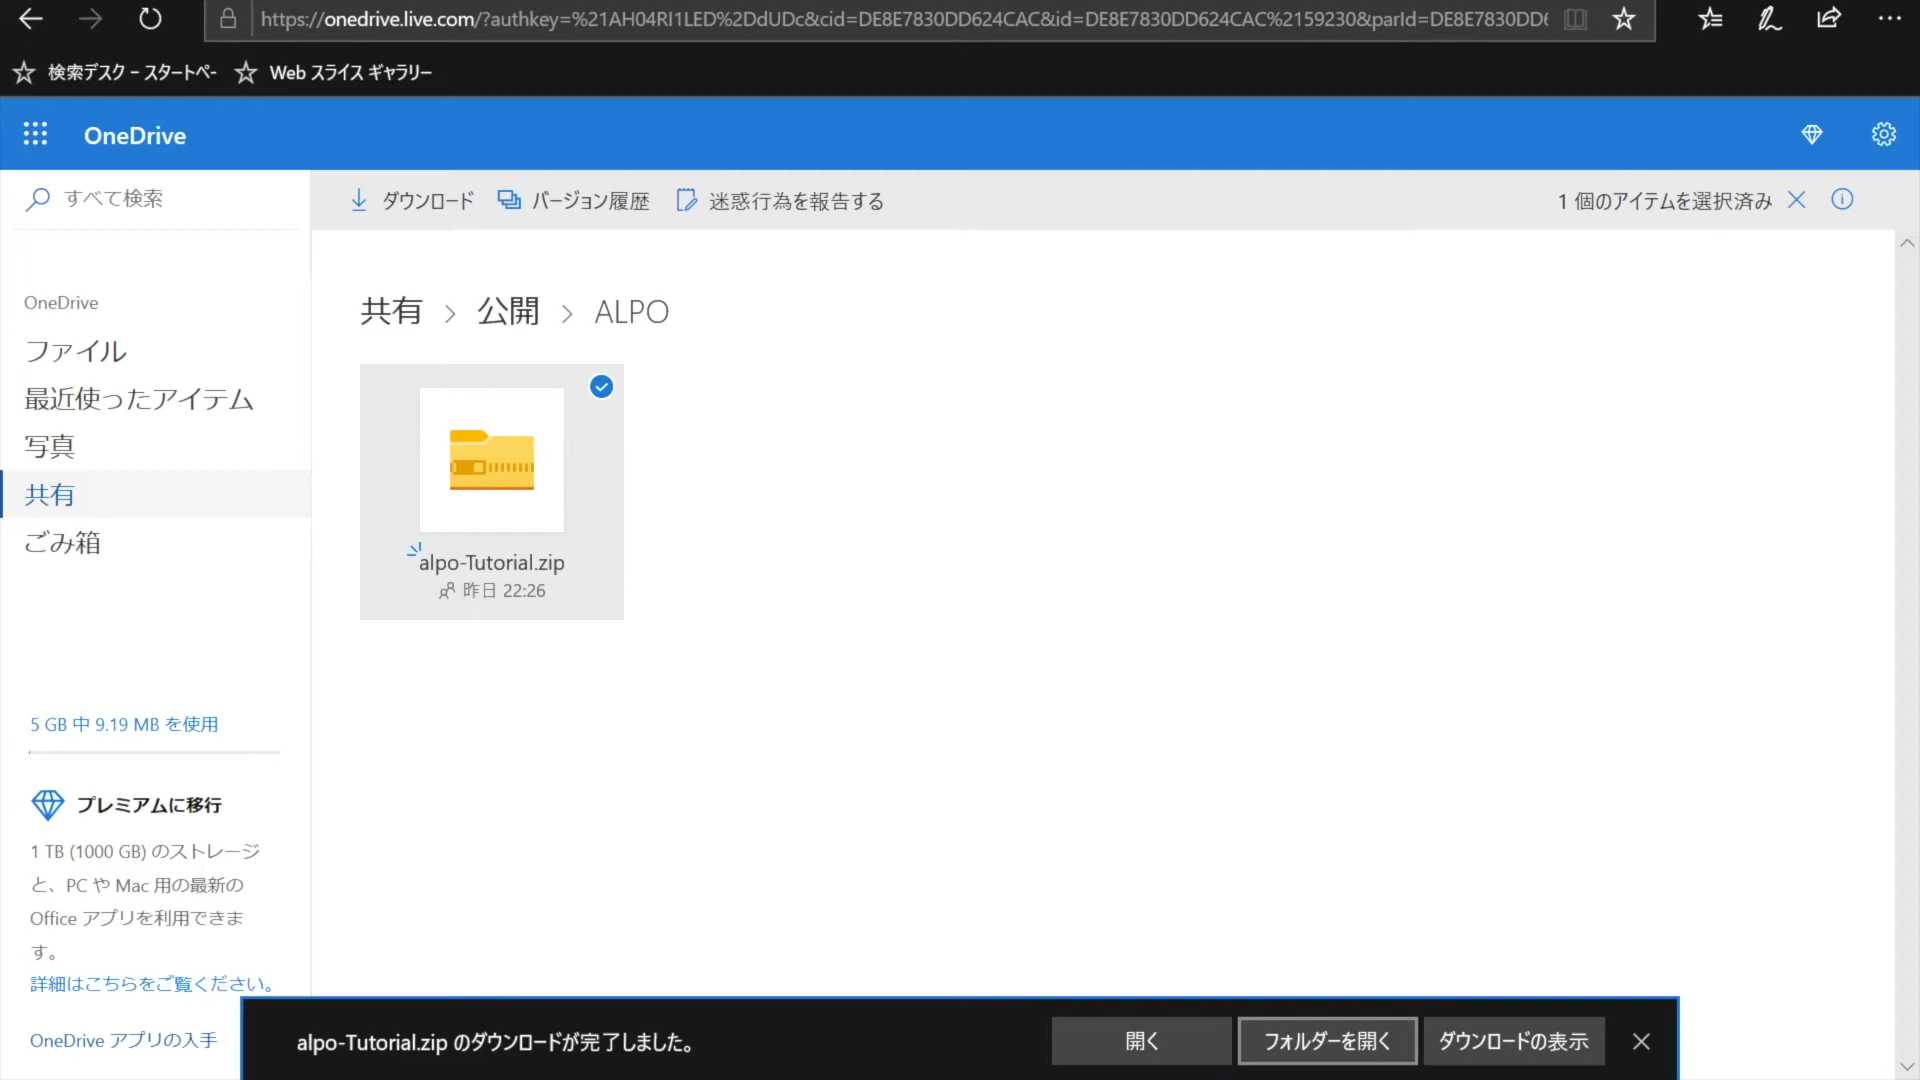 https://onedrive.live.com/?authkey=%21AH04RI1LED%2DdUDc&cid=DE8E7830DD624CAC&id=DE8E7830DD624CAC%2159230&parId=DE8E7830DD6
検索デスク – スタートペ-
Web スライス ギャラリー
OneDrive
すべて検索
ダウンロード
バージョン履歴
迷惑行為を報告する
1 個のアイテムを選択済み
OneDrive
ファイル
最近使ったアイテム
写真
共有
ごみ箱
共有 > 公開 > ALPO
alpo-Tutorial.zip
昨日 22:26
5 GB 中 9.19 MB を使用
プレミアムに移行
1 TB (1000 GB) のストレージ
と、PC や Mac 用の最新の
Office アプリを利用できま
す。
詳細はこちらをご覧ください。
OneDrive アプリの入手
alpo-Tutorial.zip のダウンロードが完了しました。
開く
フォルダーを開く
ダウンロードの表示